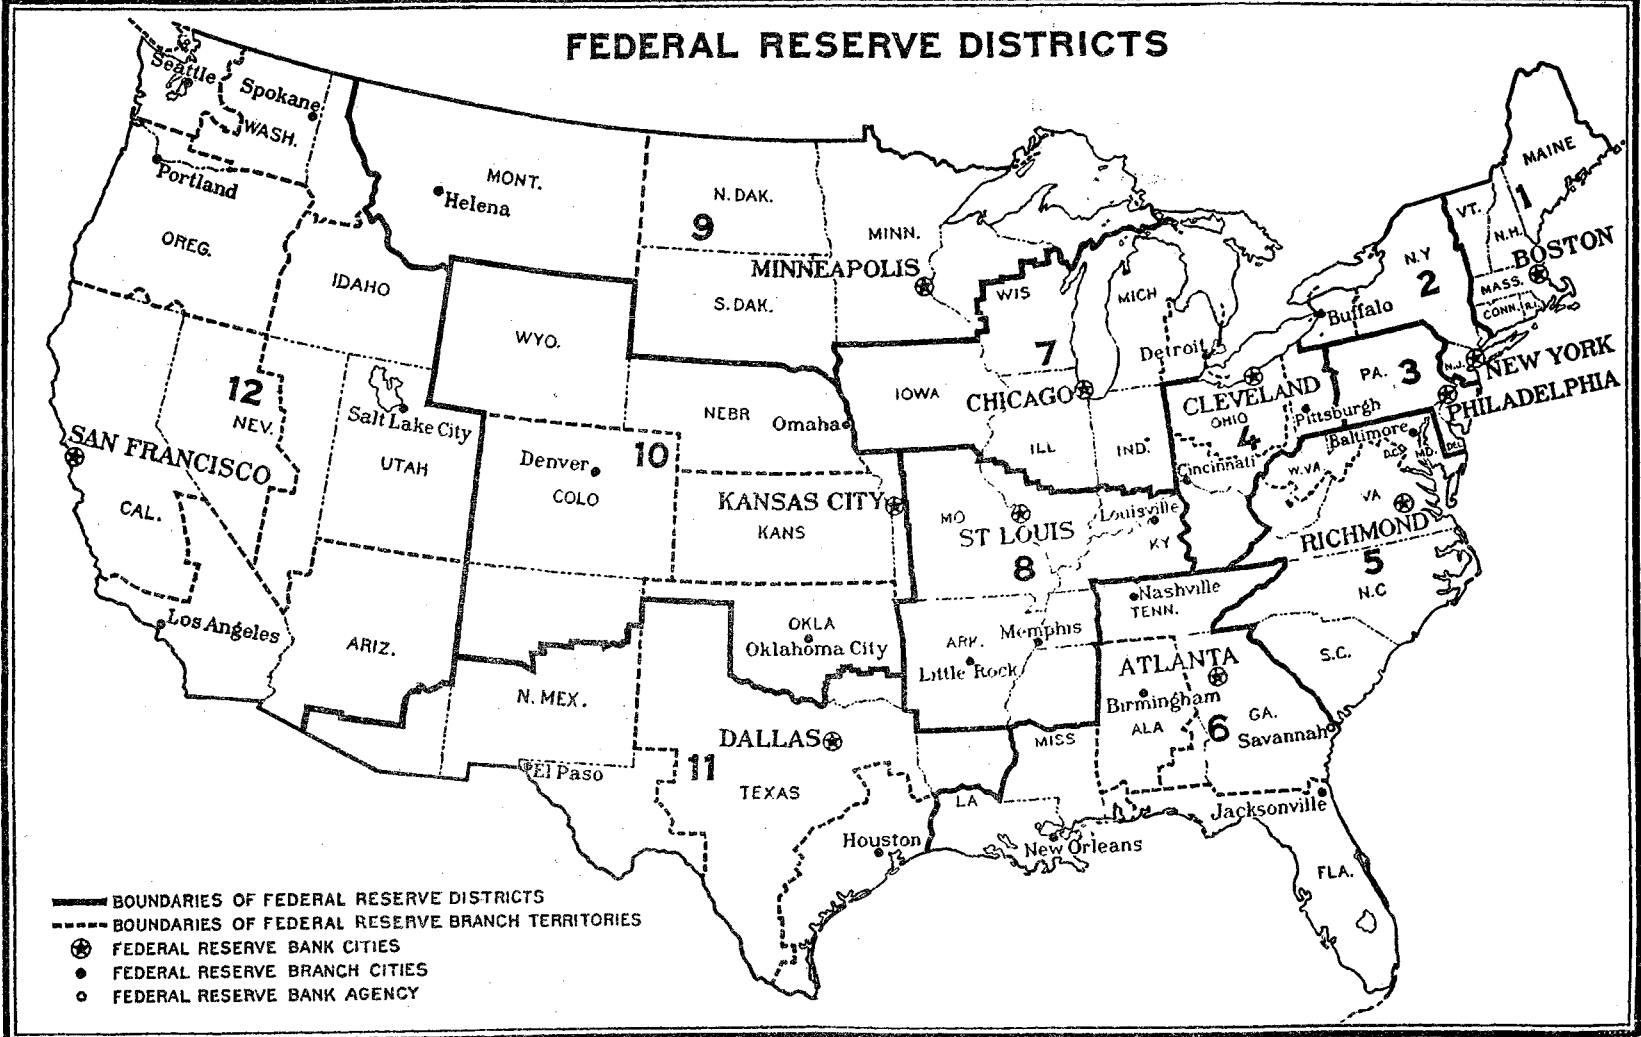 FEDERAL RESERVE DISTRICTS
Seattle
Spokane
WASH.
Portland
OREG.
IDAHO
MONT.
Helena
N. DAK.
9
MINN.
MINNEAPOLIS
S. DAK.
WYO.
WIS
MICH
7
Detroit
CHICAGO
IOWA
ILL
IND.
MAINE
1
VT.
N.H.
BOSTON
MASS.
CONN.
R.I.
N.Y
2
Buffalo
NEW YORK
N.J.
PA.
3
PHILADELPHIA
CLEVELAND
OHIO
4
Pittsburgh
Cincinnati
Baltimore
D.C.
MD.
DEL
W.VA
VA
RICHMOND
5
N.C
S.C.
12
NEV.
SAN FRANCISCO
CAL.
Los Angeles
Salt Lake City
UTAH
ARIZ.
NEBR
Omaha
10
Denver
COLO
KANSAS CITY
KANS
MO
ST LOUIS
8
Louisville
KY
Nashville
TENN.
OKLA
Oklahoma City
ARK.
Memphis
Little Rock
ATLANTA
Birmingham
ALA
6
GA.
Savannah
N. MEX.
DALLAS
El Paso
11
TEXAS
Houston
MISS
LA
New Orleans
Jacksonville
FLA.
BOUNDARIES OF FEDERAL RESERVE DISTRICTS
BOUNDARIES OF FEDERAL RESERVE BRANCH TERRITORIES
FEDERAL RESERVE BANK CITIES
FEDERAL RESERVE BRANCH CITIES
FEDERAL RESERVE BANK AGENCY